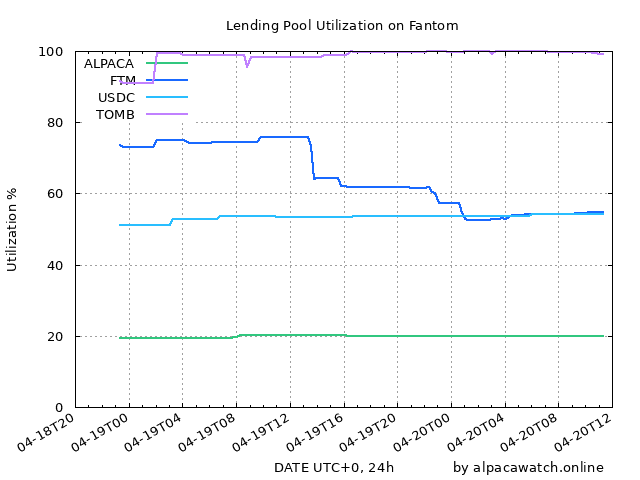 Lending Pool Utilization on Fantom
Utilization %
100
80
60
40
20
0
ALPACA
FTM
USDC
TOMB
04-18T20
04-19T00
04-19T04
04-19T08
04-19T12
04-19T16
04-19T20
04-20T00
04-20T04
04-20T08
04-20T12
DATE UTC+0, 24h
by alpacawatch.online